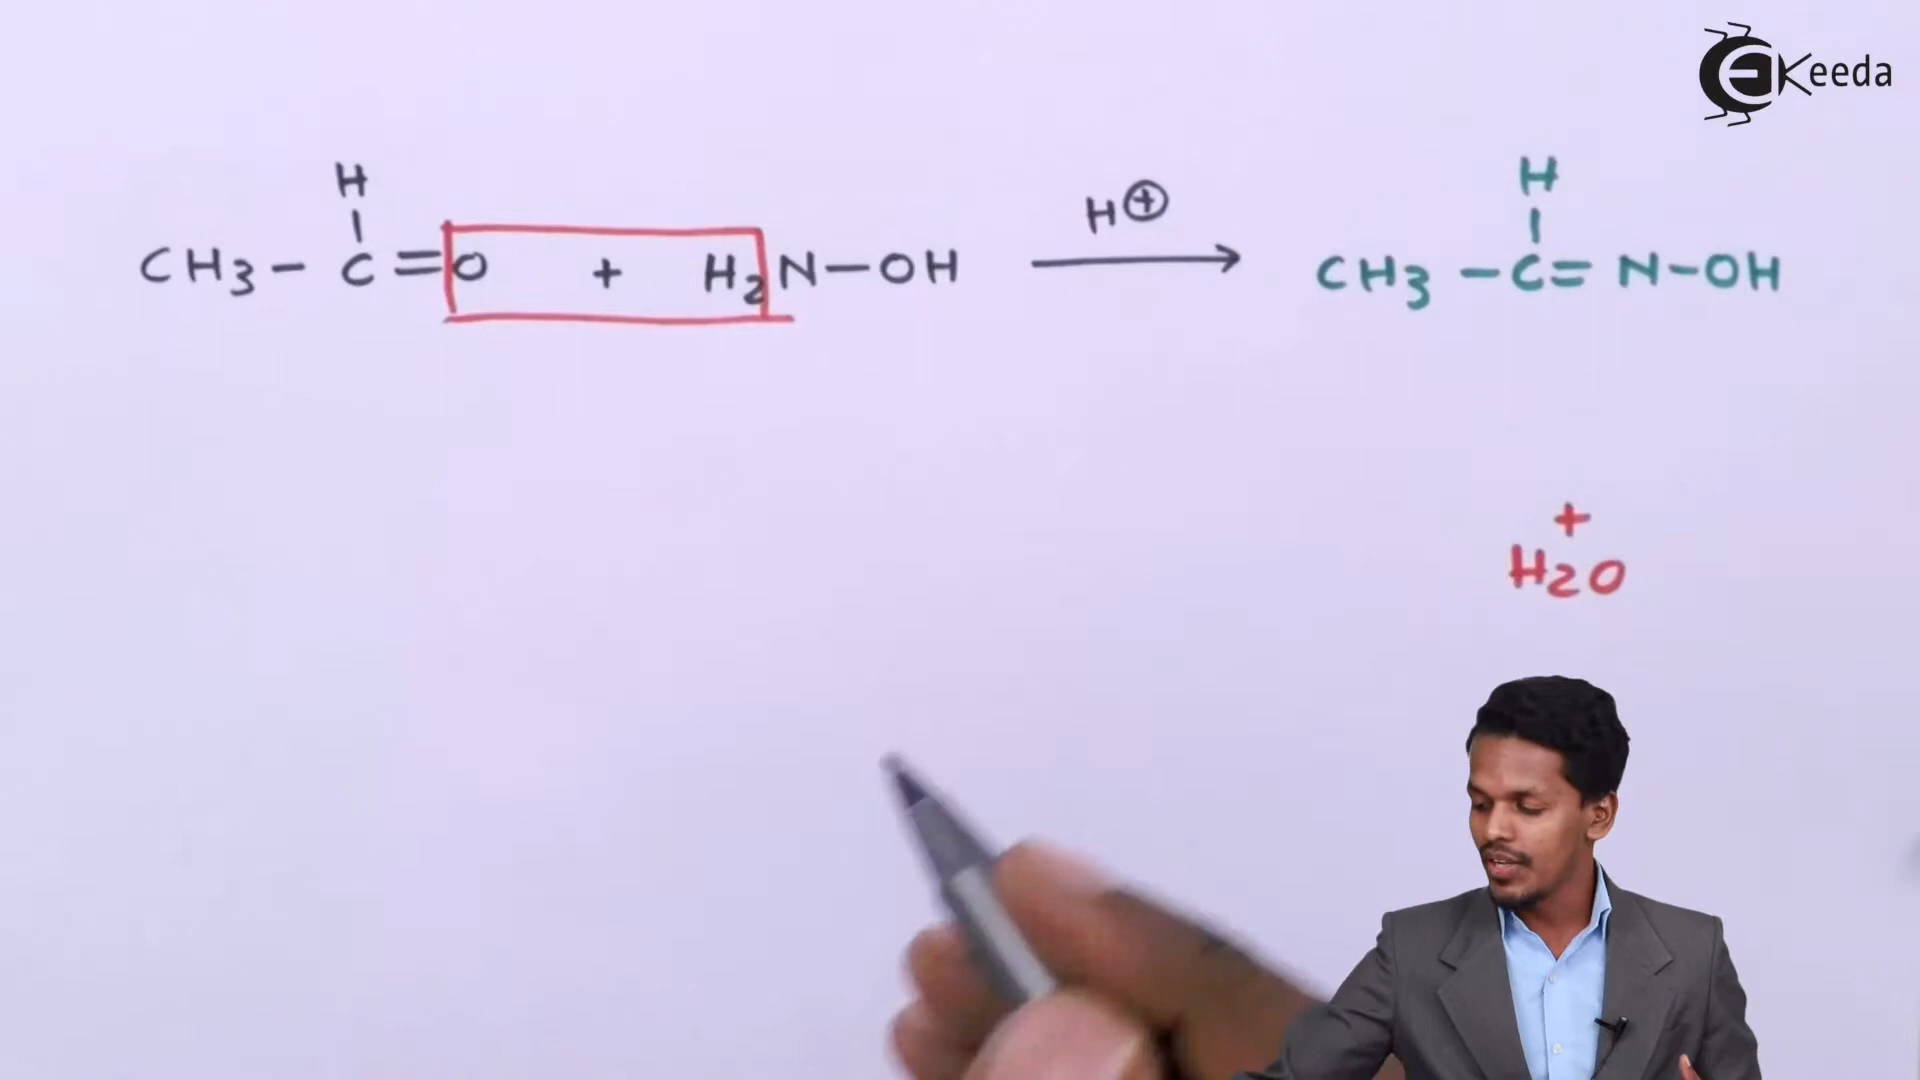 Keeda
H
H⊕
H
CH3 - C = O + H2N - OH → CH3 - C = N - OH
+
H2O